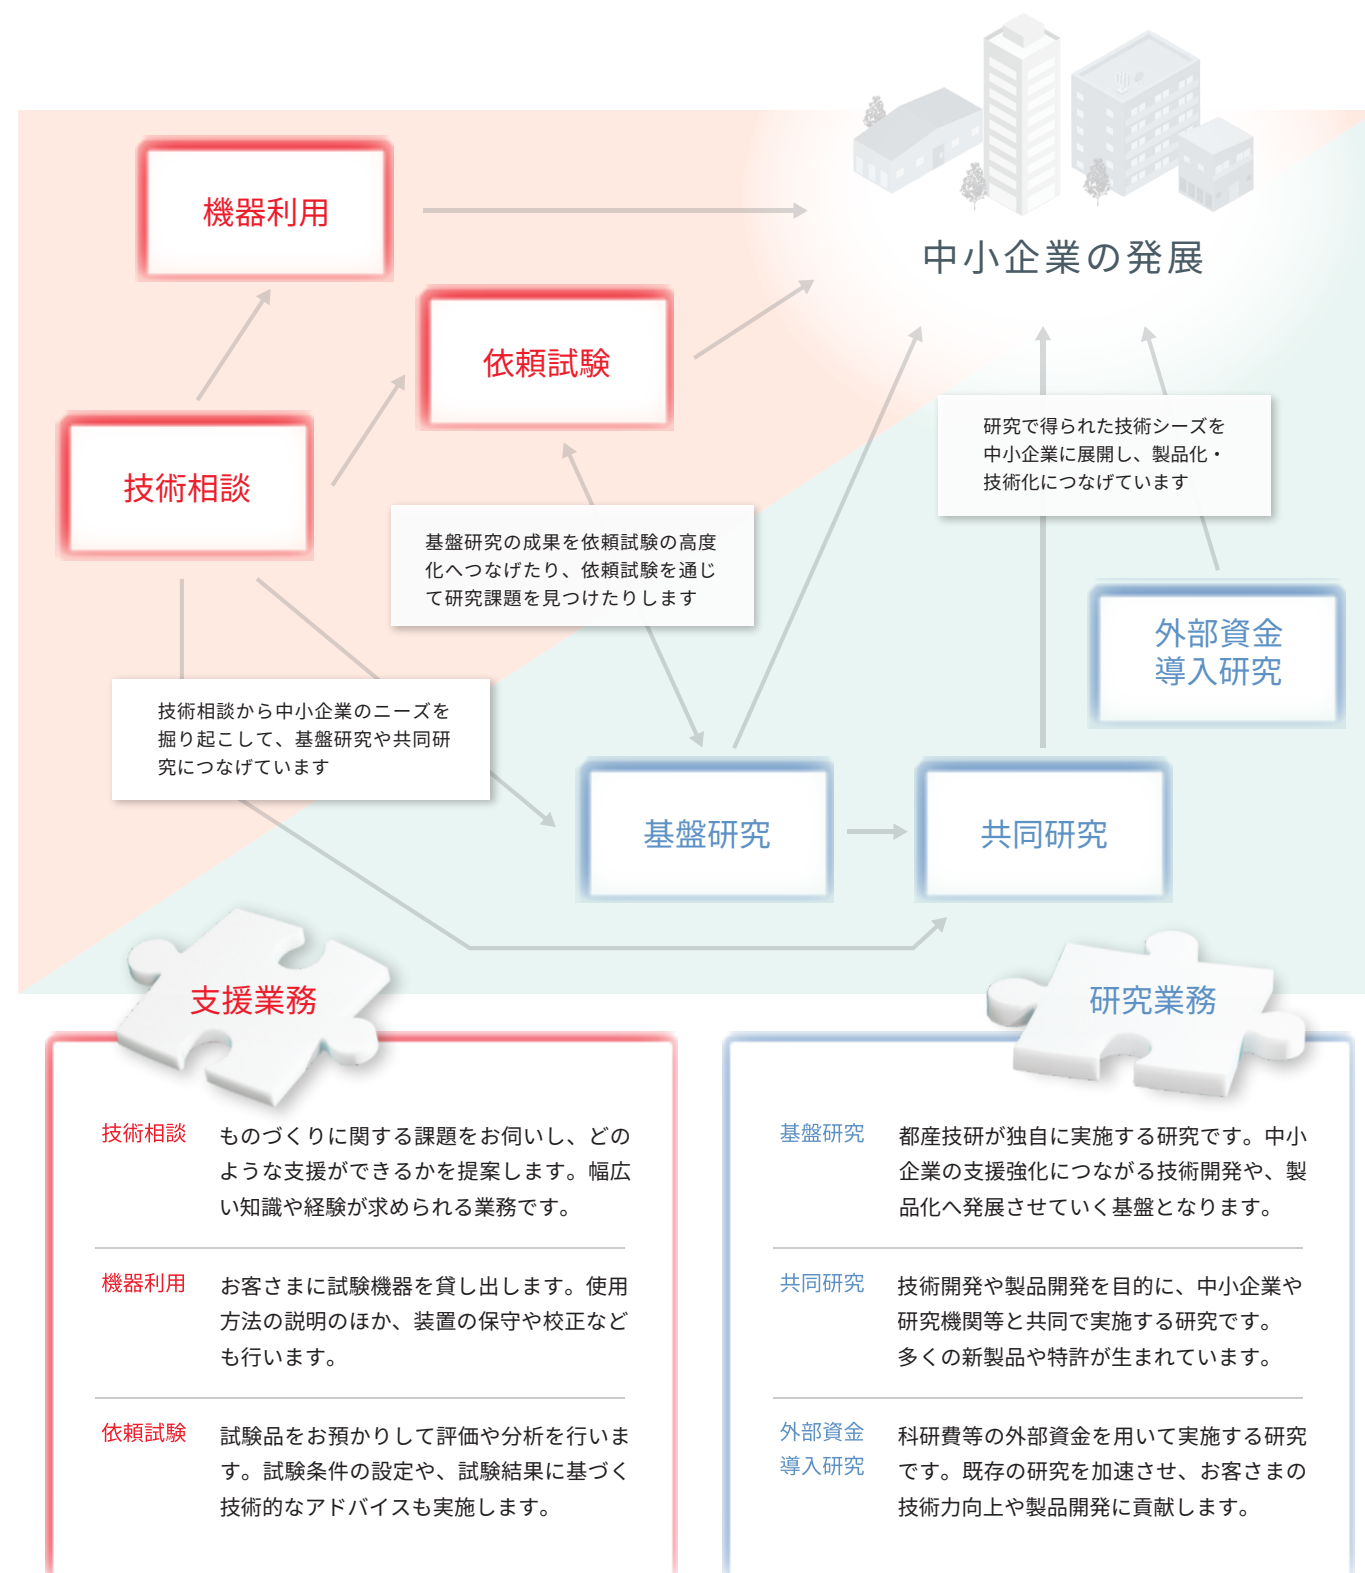 中小企業の発展
機器利用
依頼試験
技術相談
研究で得られた技術シーズを
中小企業に展開し、製品化・
技術化につなげています
基盤研究の成果を依頼試験の高度
化へつなげたり、依頼試験を通じ
て研究課題を見つけたりします
外部資金
導入研究
技術相談から中小企業のニーズを
掘り起こして、基盤研究や共同研
究につなげています
基盤研究
共同研究
支援業務
技術相談
ものづくりに関する課題をお伺いし、どの
ような支援ができるかを提案します。幅広
い知識や経験が求められる業務です。
機器利用
お客さまに試験機器を貸し出します。使用
方法の説明のほか、装置の保守や校正など
も行います。
依頼試験
試験品をお預かりして評価や分析を行いま
す。試験条件の設定や、試験結果に基づく
技術的なアドバイスも実施します。
研究業務
基盤研究
都産技研が独自に実施する研究です。中小
企業の支援強化につながる技術開発や、製
品化へ発展させていく基盤となります。
共同研究
技術開発や製品開発を目的に、中小企業や
研究機関等と共同で実施する研究です。
多くの新製品や特許が生まれています。
外部資金
導入研究
科研費等の外部資金を用いて実施する研究
です。既存の研究を加速させ、お客さまの
技術力向上や製品開発に貢献します。